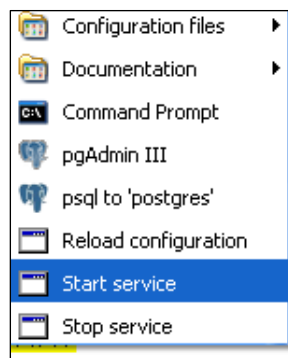 Configuration files
Documentation
Command Prompt
pgAdmin III
psql to 'postgres'
Reload configuration
Start service
Stop service